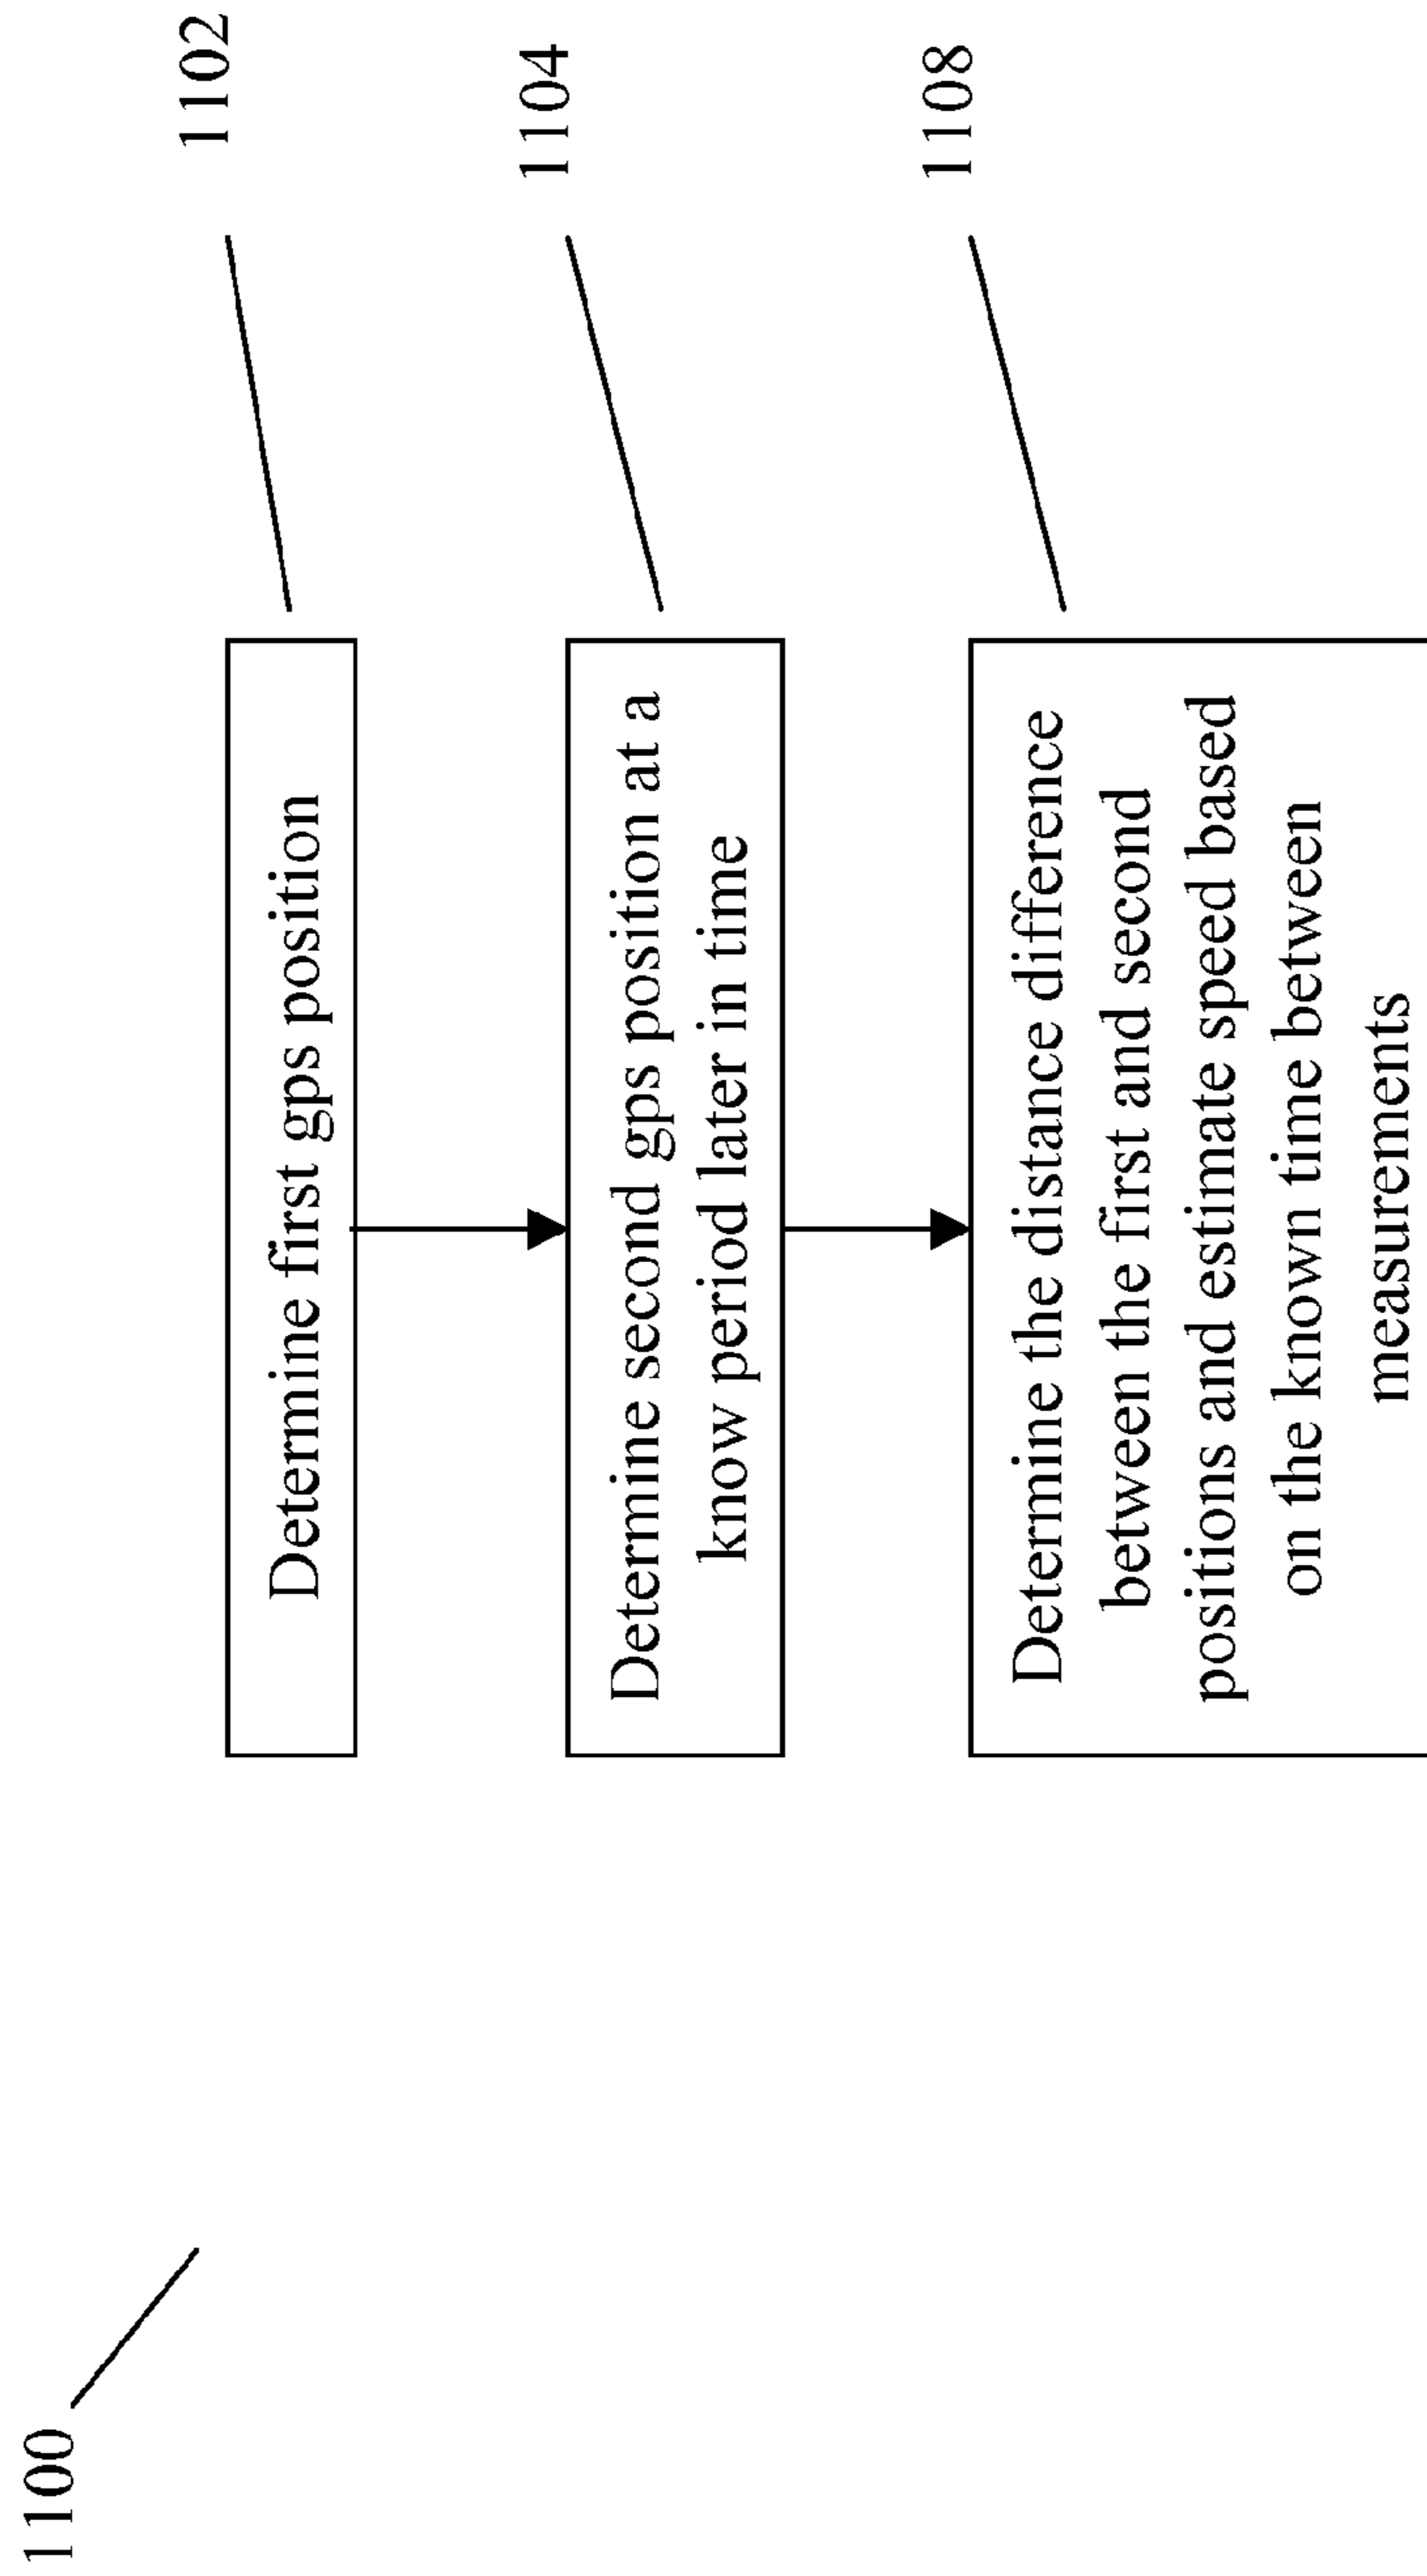 1100
Determine first gps position
1102
Determine second gps position at a
know period later in time
1104
Determine the distance difference
between the first and second
positions and estimate speed based
on the known time between
measurements
1108